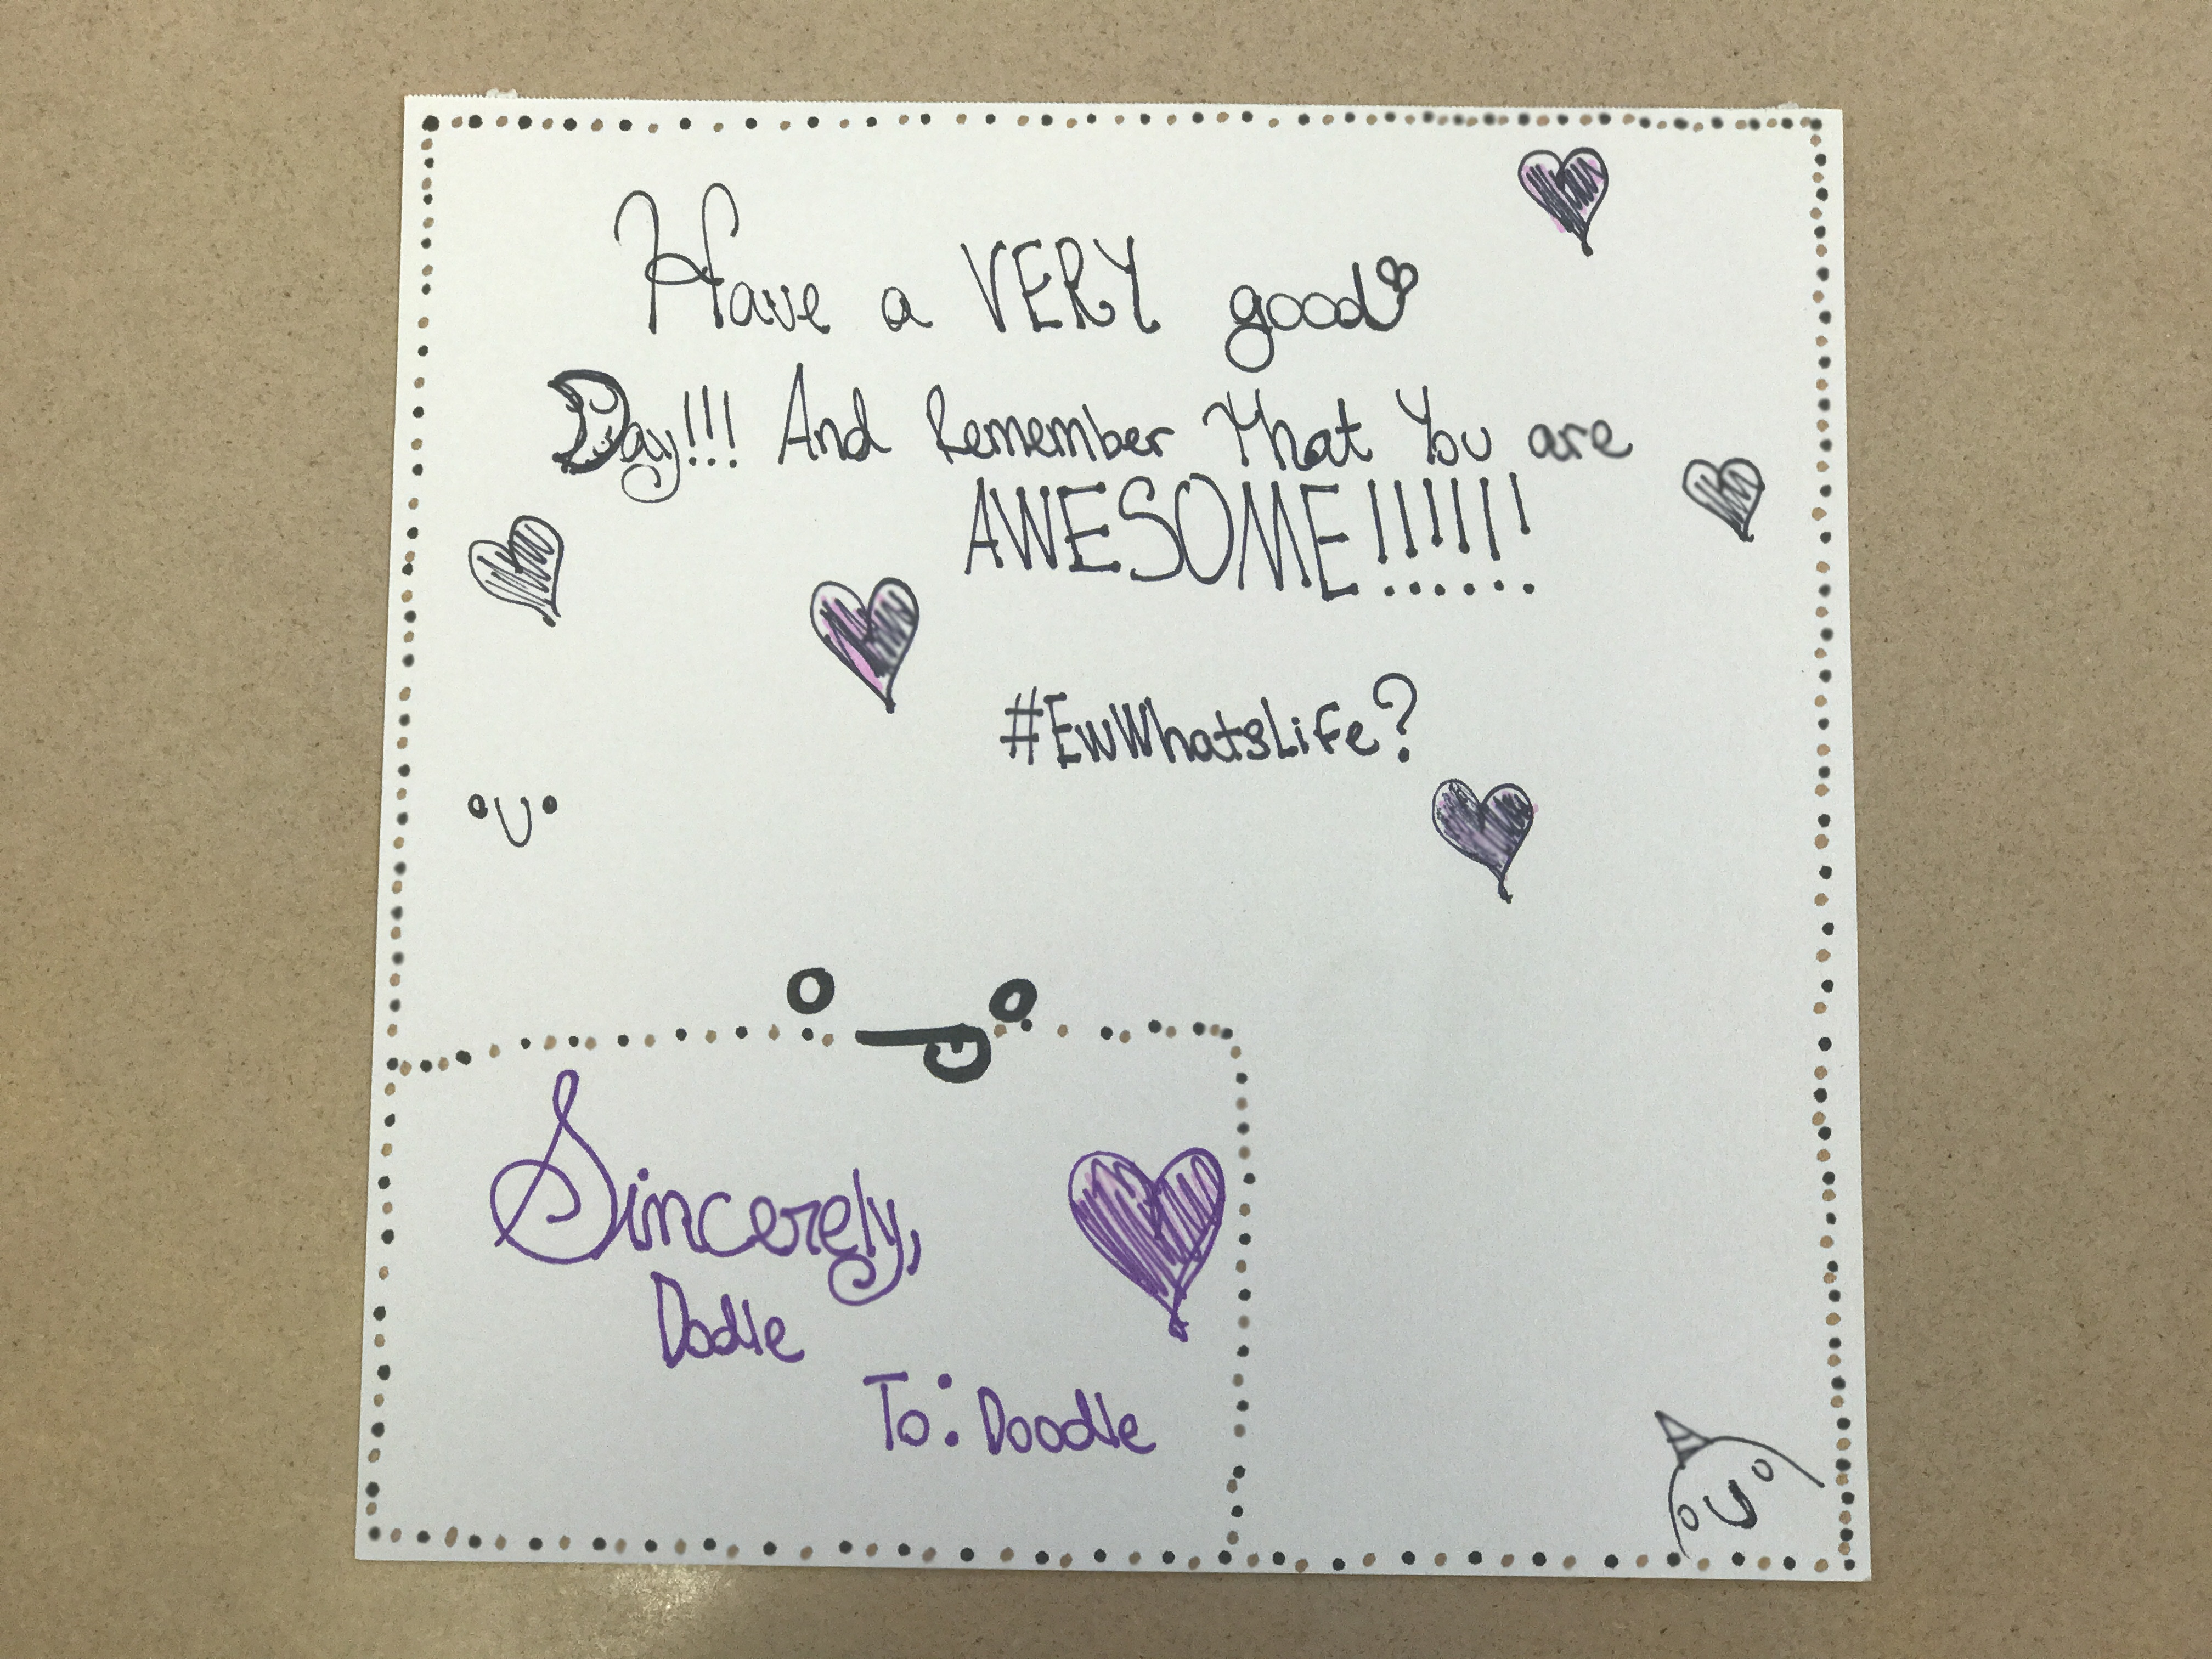 Have a VERY good
Day!!! And Remember That You are
AWESOME!!!!!!
#EwWhatsLife?
Sincerely,
Dodle
To: Doodle